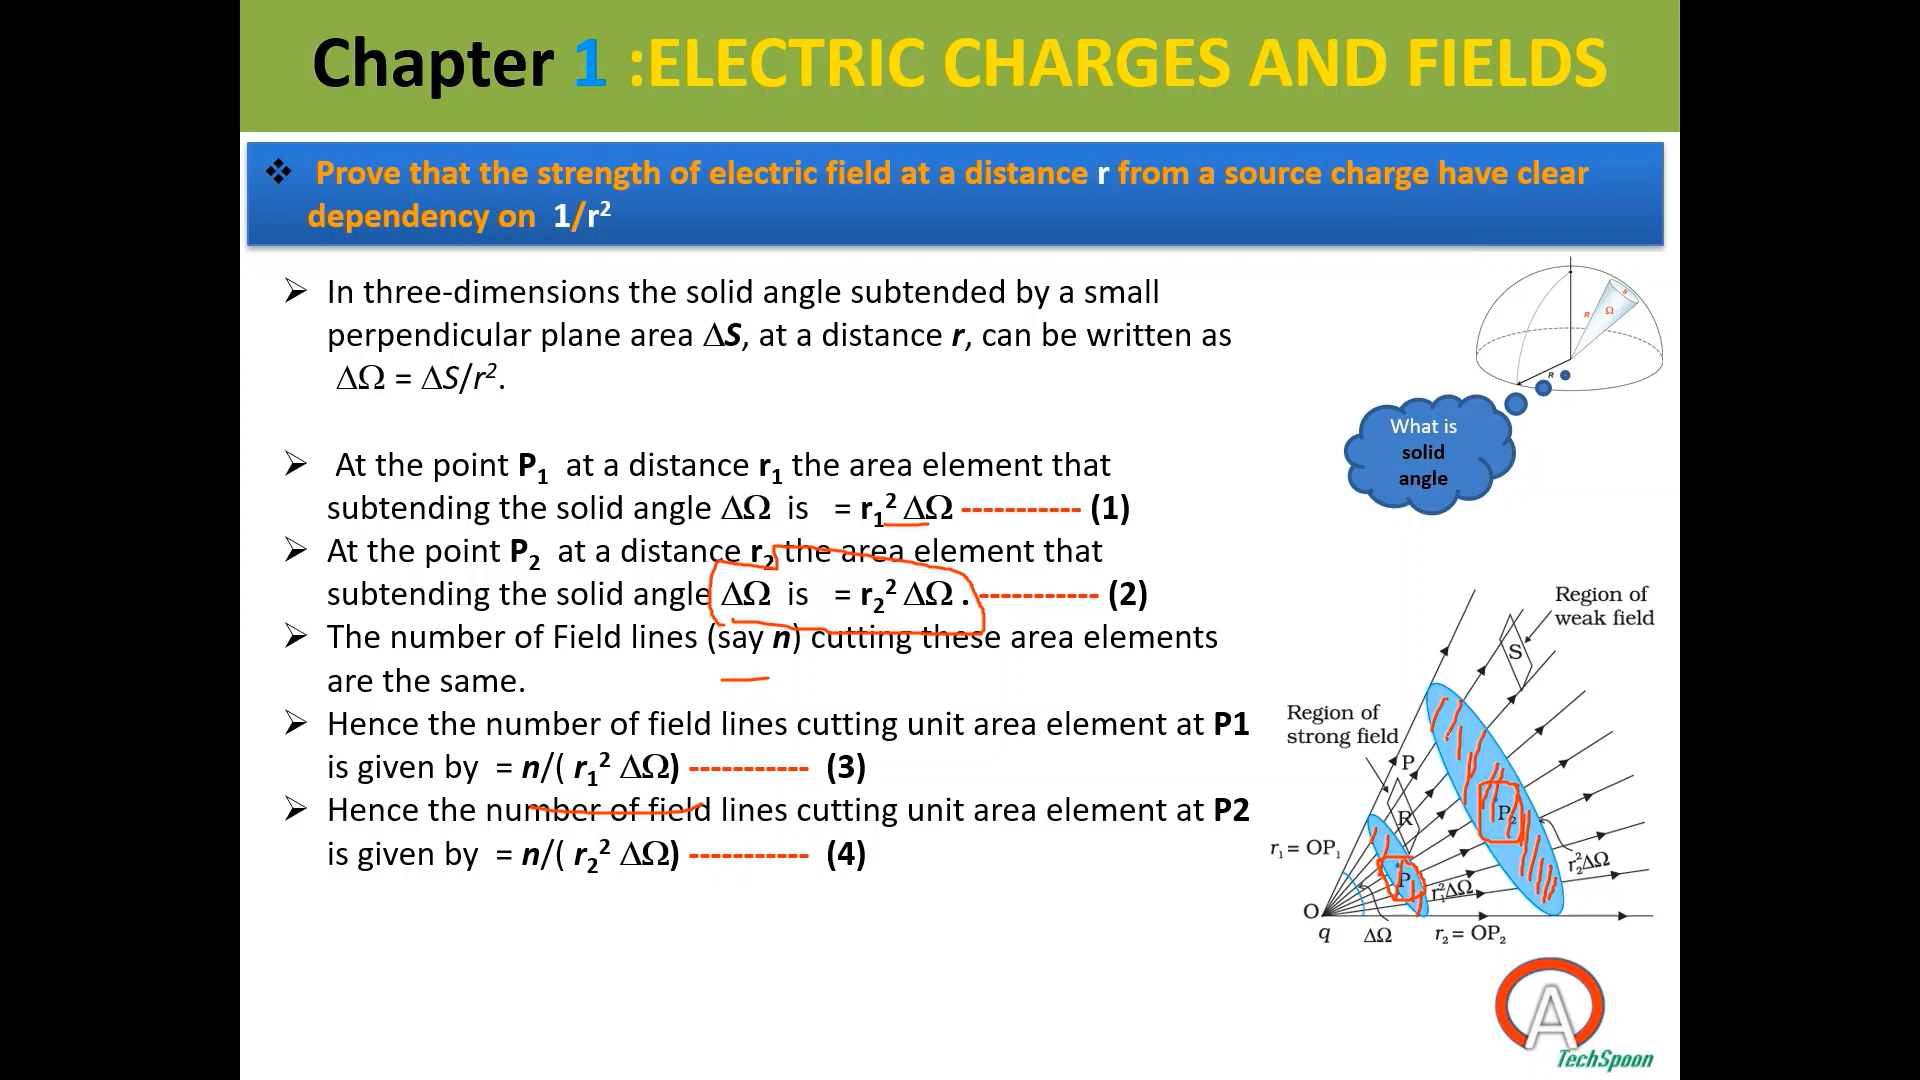 Chapter 1 :ELECTRIC CHARGES AND FIELDS
❖ Prove that the strength of electric field at a distance r from a source charge have clear
dependency on 1/r²
➢ In three-dimensions the solid angle subtended by a small
perpendicular plane area ΔS, at a distance r, can be written as
ΔΩ = ΔS/r².
➢ At the point P₁ at a distance r₁ the area element that
subtending the solid angle ΔΩ is = r₁² ΔΩ ----------- (1)
➢ At the point P₂ at a distance r₂ the area element that
subtending the solid angle ΔΩ is = r₂² ΔΩ . ----------- (2)
➢ The number of Field lines (say n) cutting these area elements
are the same.
➢ Hence the number of field lines cutting unit area element at P1
is given by = n/( r₁² ΔΩ) ----------- (3)
➢ Hence the number of field lines cutting unit area element at P2
is given by = n/( r₂² ΔΩ) ----------- (4)
Ω
R
R
What is
solid
angle
Region of
weak field
S
Region of
strong field
P
R
P₂
r₁ = OP₁
r₂²ΔΩ
P
r₁²ΔΩ
O
q
ΔΩ
r₂ = OP₂
A
TechSpoon